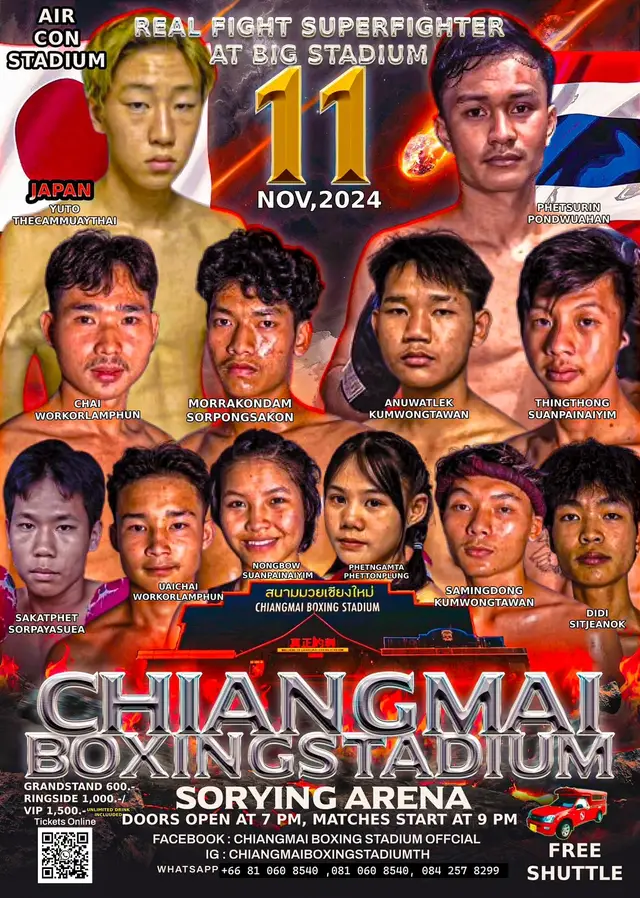 AIR
CON
STADIUM
REAL FIGHT SUPERFIGHTER
AT BIG STADIUM
11
NOV,2024
JAPAN
YUTO
THECAMMUAYTHAI
PHETSURIN
PONDWUAHAN
CHAI
WORKORLAMPHUN
MORRAKONDAM
SORPONGSAKON
ANUWATLEK
KUMWONGTAWAN
THINGTHONG
SUANPAINAIYIM
SAKATPHET
SORPAYASUEA
UAICHAI
WORKORLAMPHUN
NONGBOW
SUANPAINAIYIM
PHETNGAMTA
PHETTONPLUNG
SAMINGDONG
KUMWONGTAWAN
DIDI
SITJEANOK
สนามมวยเชียงใหม่
CHIANGMAI BOXING STADIUM
CHIANGMAI
BOXINGSTADIUM
SORYING ARENA
DOORS OPEN AT 7 PM, MATCHES START AT 9 PM
GRANDSTAND 600.-
RINGSIDE 1,000.-/
VIP 1,500.- UNLIMITED DRINK
INCLUUDED
Tickets Online
FACEBOOK : CHIANGMAI BOXING STADIUM OFFCIAL
IG : CHIANGMAIBOXINGSTADIUMTH
WHATSAPP +66 81 060 8540 ,081 060 8540, 084 257 8299
FREE
SHUTTLE